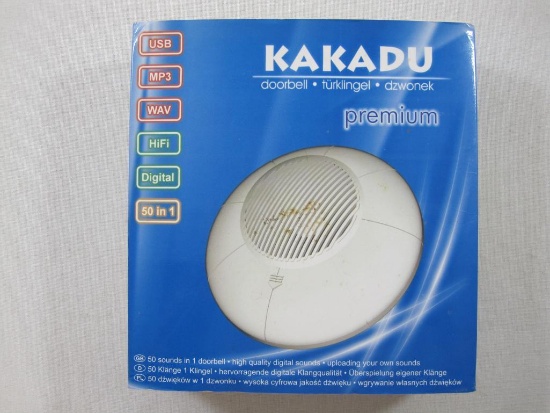 USB
MP3
WAV
HiFi
Digital
50 in 1
KAKADU
doorbell • türklingel • dzwonek
premium
GB 50 sounds in 1 doorbell • high quality digital sounds • uploading your own sounds
D 50 Klänge 1 Klingel • hervorragende digitale Klangqualität • Überspielung eigener Klänge
PL 50 dźwięków w 1 dzwonku • wysoka cyfrowa jakość dźwięku • wgrywanie własnych dźwięków